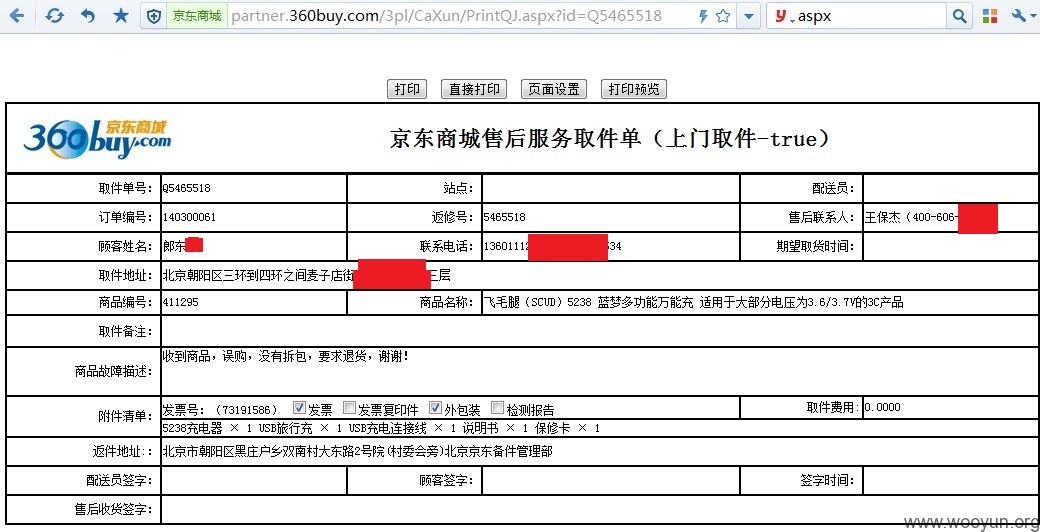 京东商城 partner.360buy.com/3pl/CaXun/PrintQJ.aspx?id=Q5465518 aspx
打印 直接打印 页面设置 打印预览
360buy.com 京东商城 京东商城售后服务取件单（上门取件-true）
取件单号： Q5465518 站点： 配送员：
订单编号： 140300061 返修号： 5465518 售后联系人： 王保杰（400-606-
顾客姓名： 郎东 联系电话： 1360111 534 期望取货时间：
取件地址： 北京朝阳区三环到四环之间麦子店街 三层
商品编号： 411295 商品名称： 飞毛腿（SCUD）5238 蓝梦多功能万能充 适用于大部分电压为3.6/3.7V的3C产品
取件备注：
商品故障描述： 收到商品，误购，没有拆包，要求退货，谢谢！
附件清单： 发票号：（73191586） 发票 发票复印件 外包装 检测报告 取件费用： 0.0000
5238充电器 × 1 USB旅行充 × 1 USB充电连接线 × 1 说明书 × 1 保修卡 × 1
返件地址：： 北京市朝阳区黑庄户乡双南村大东路2号院(村委会旁)北京京东备件管理部
配送员签字： 顾客签字： 签字时间：
售后收货签字：
www.wooyun.org